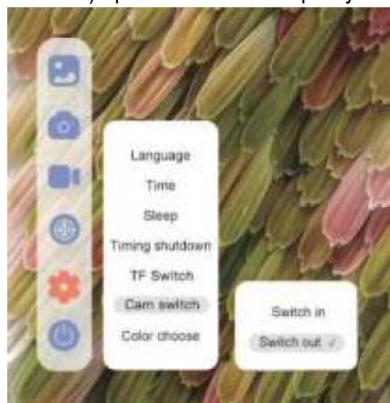 Language
Time
Sleep
Timing shutdown
TF Switch
Cam switch
Color choose
Switch in
Switch out ✓